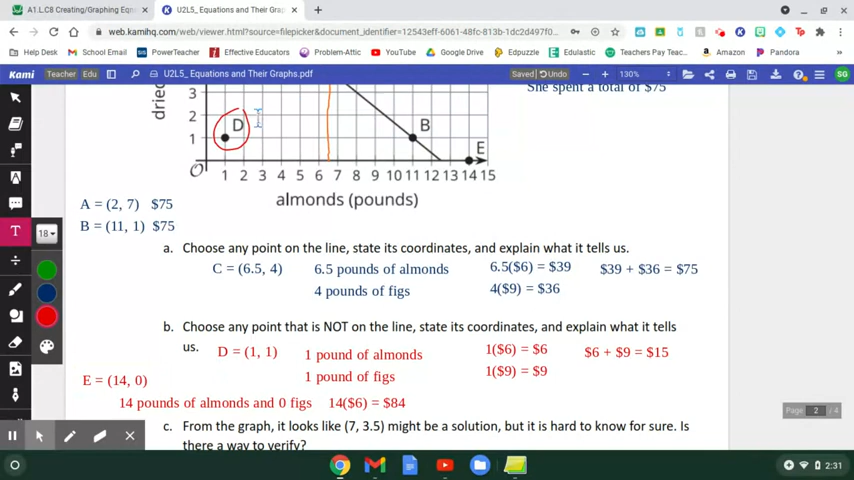 A1.LC8 Creating/Graphing Equ
U2L5_ Equations and Their Grap
web.kamihq.com/web/viewer.html?source=filepicker&document_identifier=12543eff-6061-48fc-813b-1dc2d497f0...
Help Desk School Email SISPowerTeacher Effective Educators Problem-Attic YouTube Google Drive Edpuzzle Edulastic Teachers Pay Teac... Amazon Pandora
Kami Teacher Edu U2L5_ Equations and Their Graphs.pdf Saved Undo 130%
She spent a total of $75
dried
3
2
1
D
B
E
O
1 2 3 4 5 6 7 8 9 10 11 12 13 14 15
almonds (pounds)
A = (2, 7) $75
B = (11, 1) $75
a. Choose any point on the line, state its coordinates, and explain what it tells us.
C = (6.5, 4) 6.5 pounds of almonds 6.5($6) = $39 $39 + $36 = $75
4 pounds of figs 4($9) = $36
b. Choose any point that is NOT on the line, state its coordinates, and explain what it tells
us.
D = (1, 1) 1 pound of almonds 1($6) = $6 $6 + $9 = $15
1 pound of figs 1($9) = $9
E = (14, 0)
14 pounds of almonds and 0 figs 14($6) = $84
c. From the graph, it looks like (7, 3.5) might be a solution, but it is hard to know for sure. Is
there a way to verify?
18
T
Page 2 / 4
SG
2:31